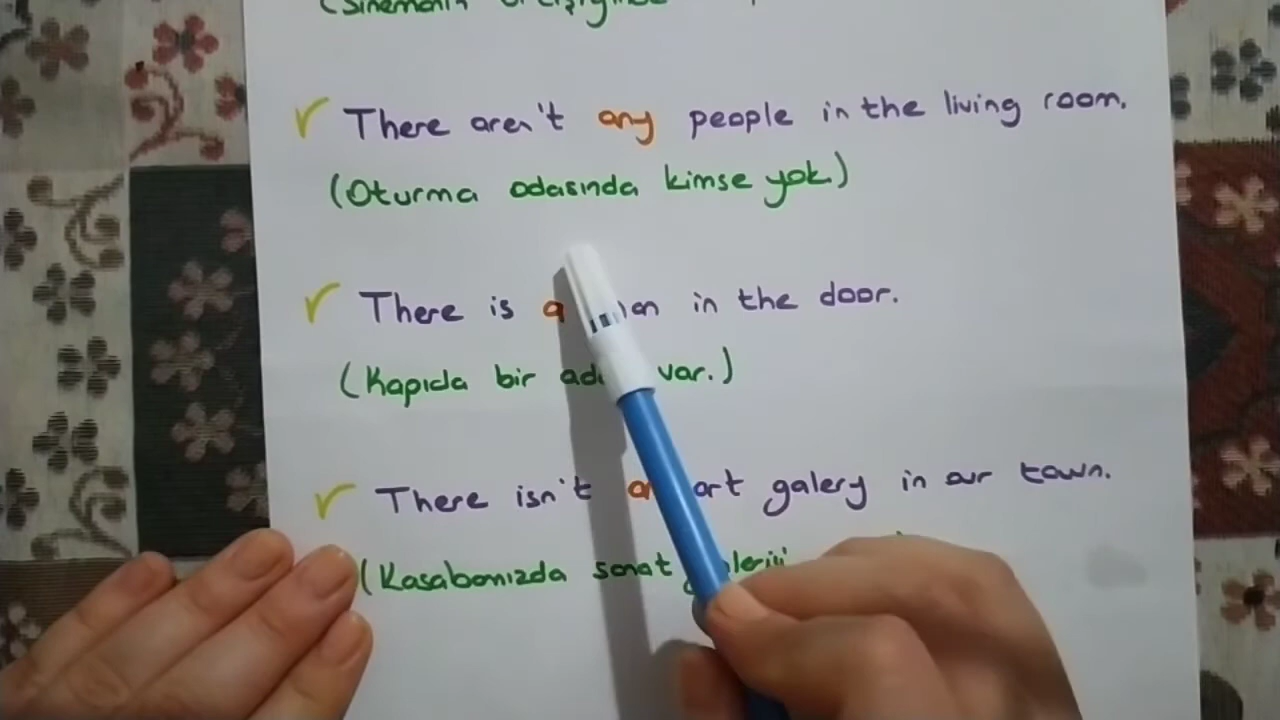 There aren't any people in the living room.
(Oturma odasında kimse yok)
There is a in the door.
(Kapıda bir var.)
There isn't art galery in our town.
(Kasabamızda sanat